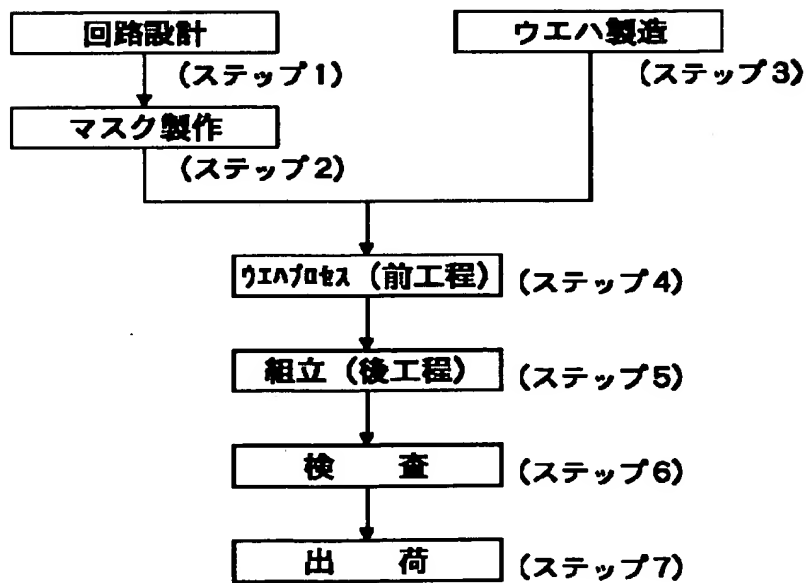 回路設計
ウエハ製造
(ステップ1)
(ステップ3)
マスク製作
(ステップ2)
ｳｴﾊﾌﾟﾛｾｽ (前工程)
(ステップ4)
組立 (後工程)
(ステップ5)
検　査
(ステップ6)
出　荷
(ステップ7)